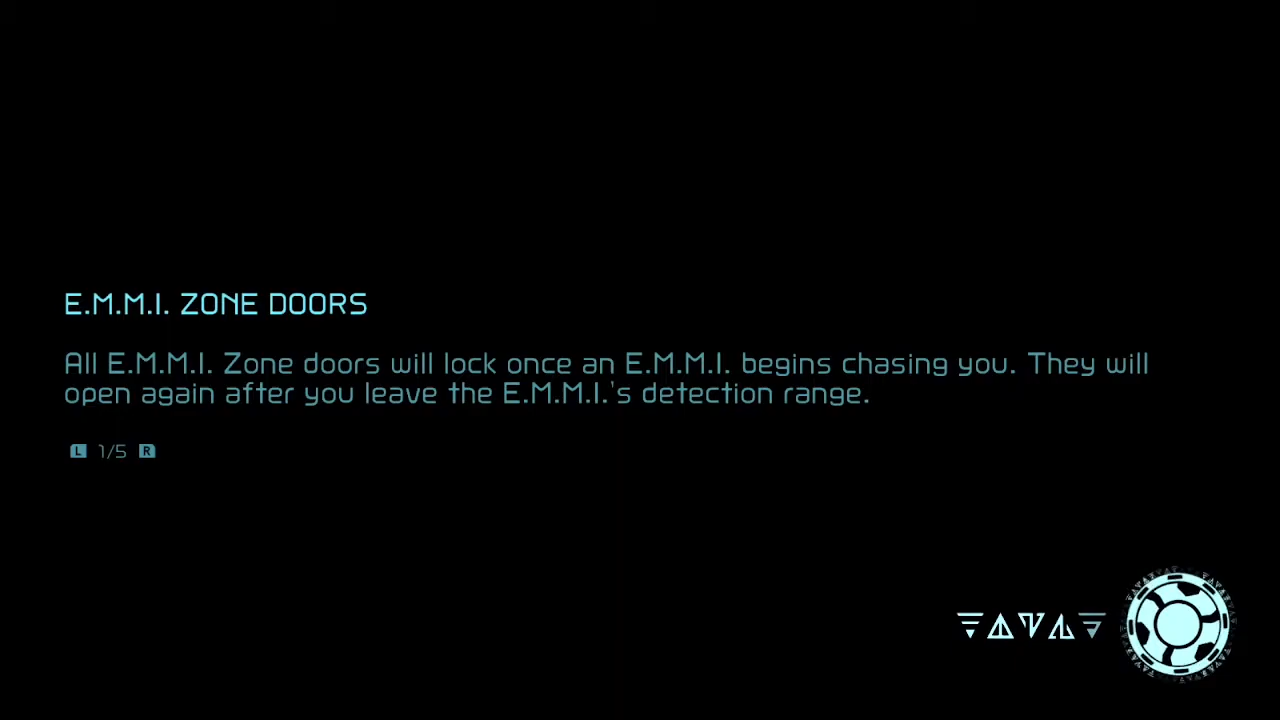 E.M.M.I. ZONE DOORS
All E.M.M.I. Zone doors will lock once an E.M.M.I. begins chasing you. They will
open again after you leave the E.M.M.I.'s detection range.
L 1/5 R